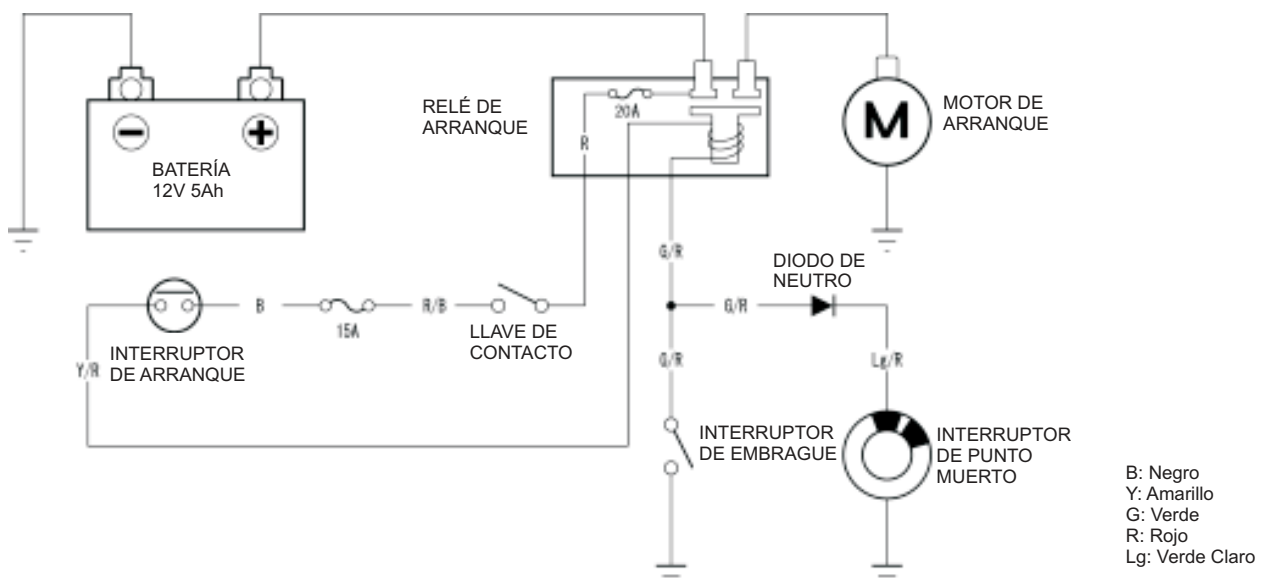 RELÉ DE
ARRANQUE
20A
R
M
MOTOR DE
ARRANQUE
BATERÍA
12V 5Ah
G/R
DIODO DE
NEUTRO
B
15A
R/B
LLAVE DE
CONTACTO
G/R
INTERRUPTOR
DE ARRANQUE
Y/R
G/R
Lg/R
INTERRUPTOR
DE EMBRAGUE
INTERRUPTOR
DE PUNTO
MUERTO
B: Negro
Y: Amarillo
G: Verde
R: Rojo
Lg: Verde Claro